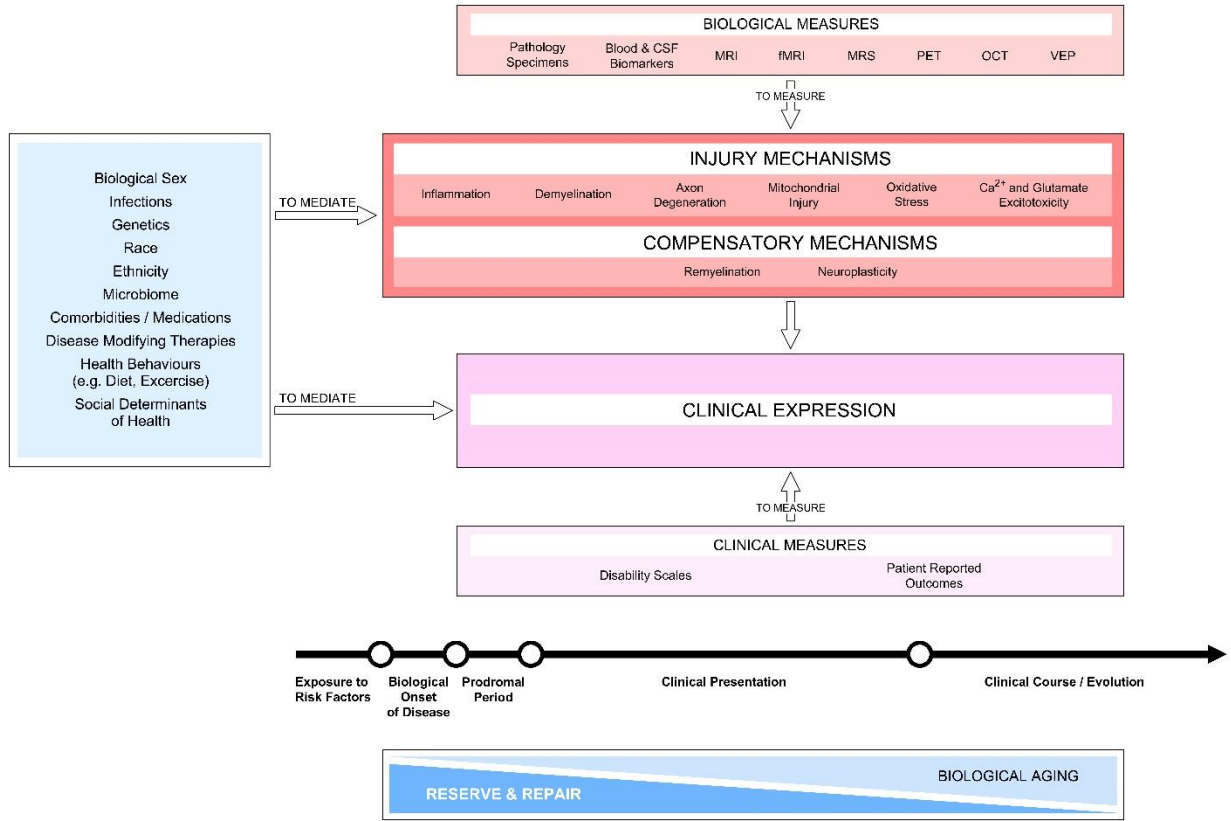 BIOLOGICAL MEASURES
Pathology
Specimens
Blood & CSF
Biomarkers
MRI
fMRI
MRS
PET
OCT
VEP
TO MEASURE
Biological Sex
Infections
Genetics
Race
Ethnicity
Microbiome
Comorbidities / Medications
Disease Modifying Therapies
Health Behaviours
(e.g. Diet, Excercise)
Social Determinants
of Health
TO MEDIATE
TO MEDIATE
INJURY MECHANISMS
Inflammation
Demyelination
Axon
Degeneration
Mitochondrial
Injury
Oxidative
Stress
Ca2+ and Glutamate
Excitotoxicity
COMPENSATORY MECHANISMS
Remyelination
Neuroplasticity
CLINICAL EXPRESSION
TO MEASURE
CLINICAL MEASURES
Disability Scales
Patient Reported
Outcomes
Exposure to
Risk Factors
Biological
Onset
of Disease
Prodromal
Period
Clinical Presentation
Clinical Course / Evolution
BIOLOGICAL AGING
RESERVE & REPAIR